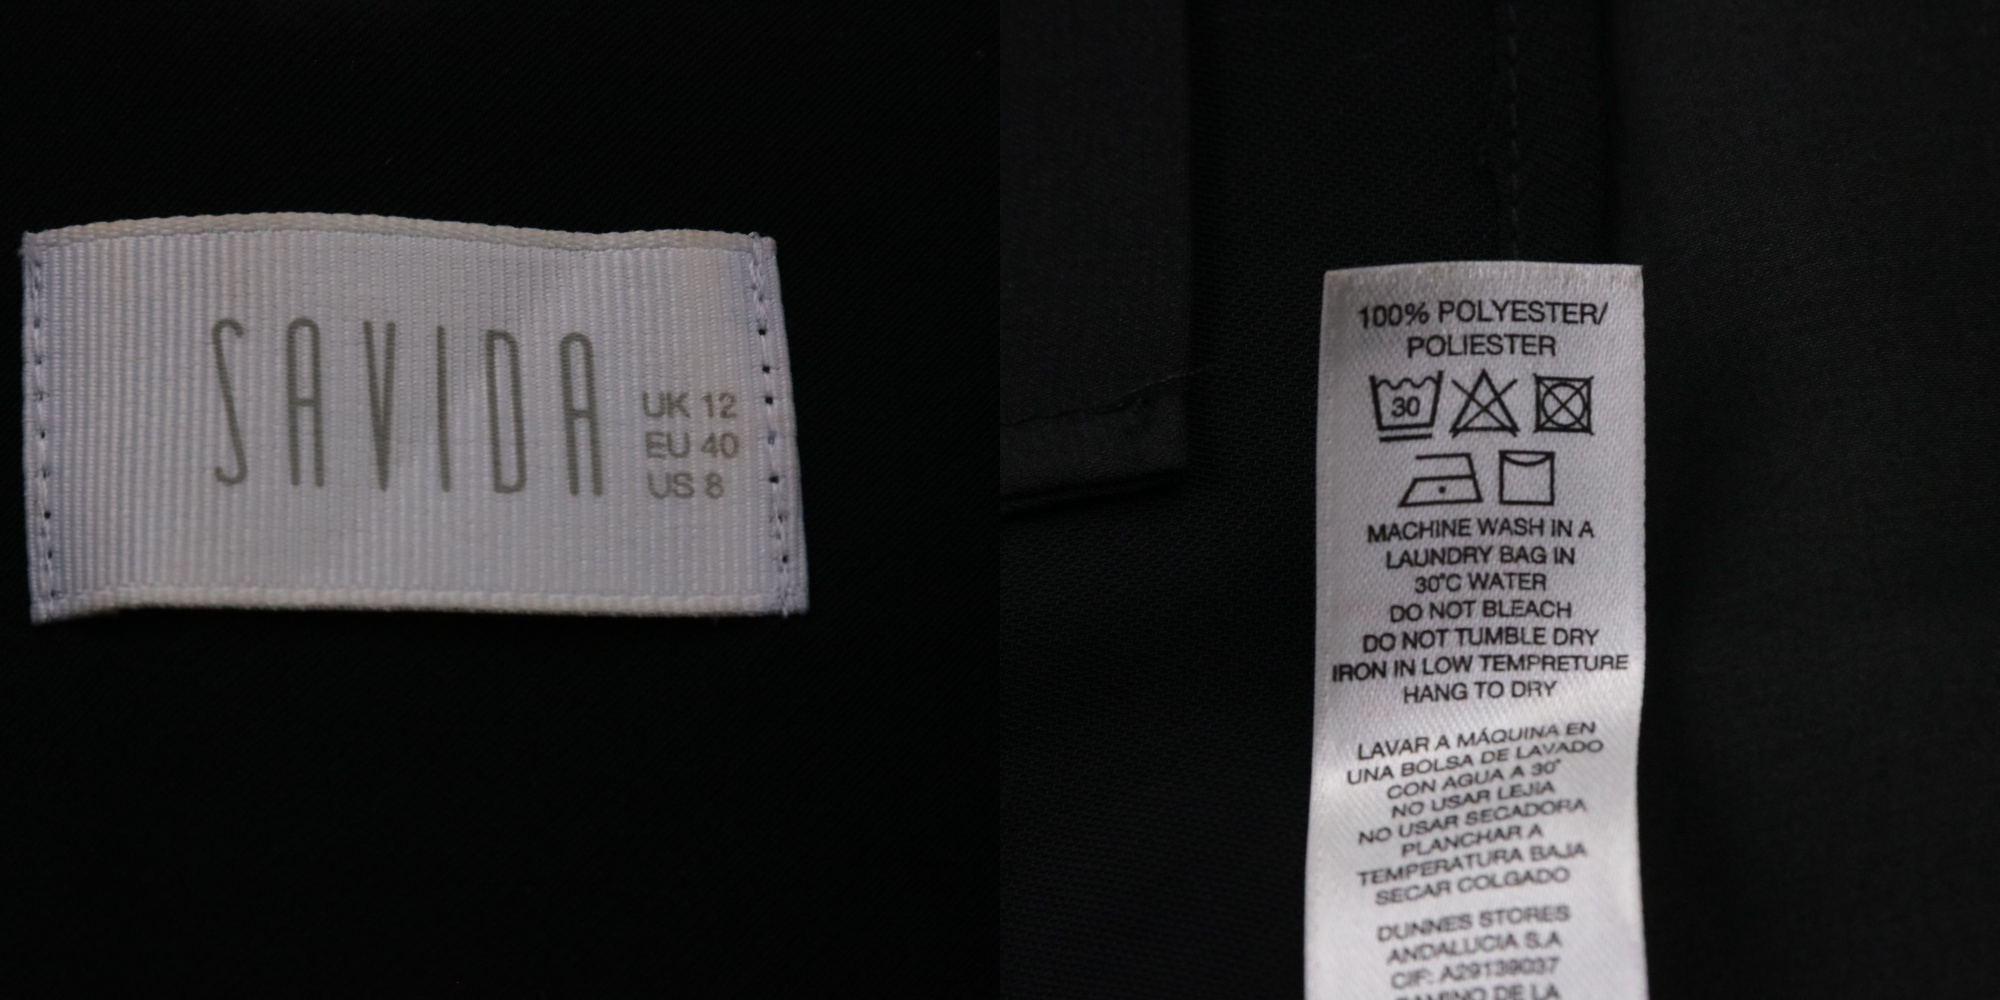 SAVIDA
UK 12
EU 40
US 8
100% POLYESTER/
POLIESTER
30
MACHINE WASH IN A
LAUNDRY BAG IN
30°C WATER
DO NOT BLEACH
DO NOT TUMBLE DRY
IRON IN LOW TEMPRETURE
HANG TO DRY
LAVAR A MÁQUINA EN
UNA BOLSA DE LAVADO
CON AGUA A 30°
NO USAR LEJIA
NO USAR SECADORA
PLANCHAR A
TEMPERATURA BAJA
SECAR COLGADO
DUNNES STORES
ANDALUCIA S.A
CIF: A29139037
CAMINO DE LA